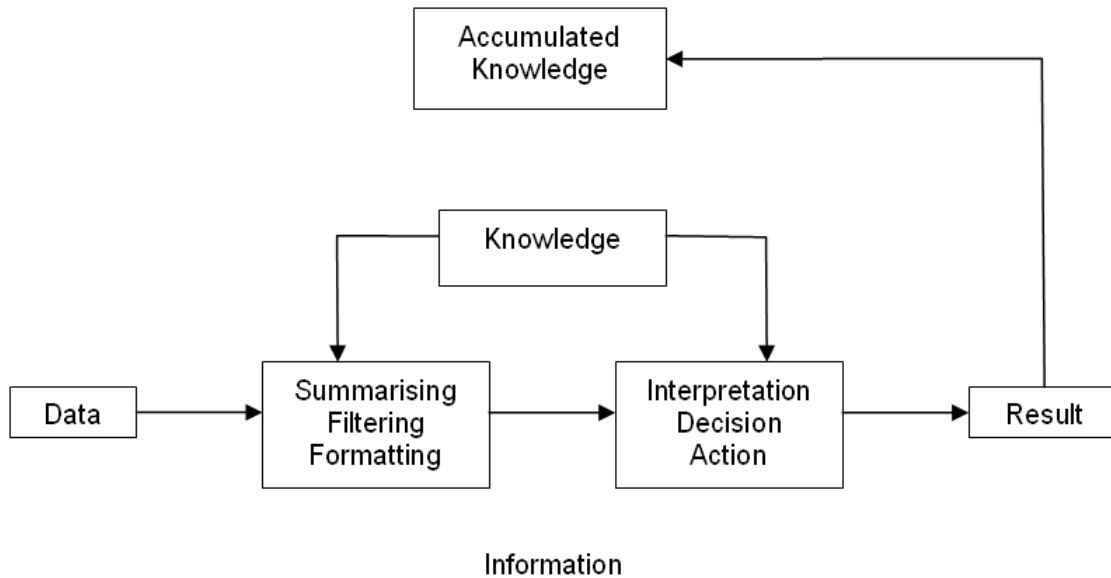 Accumulated
Knowledge
Knowledge
Data
Summarising
Filtering
Formatting
Interpretation
Decision
Action
Result
Information